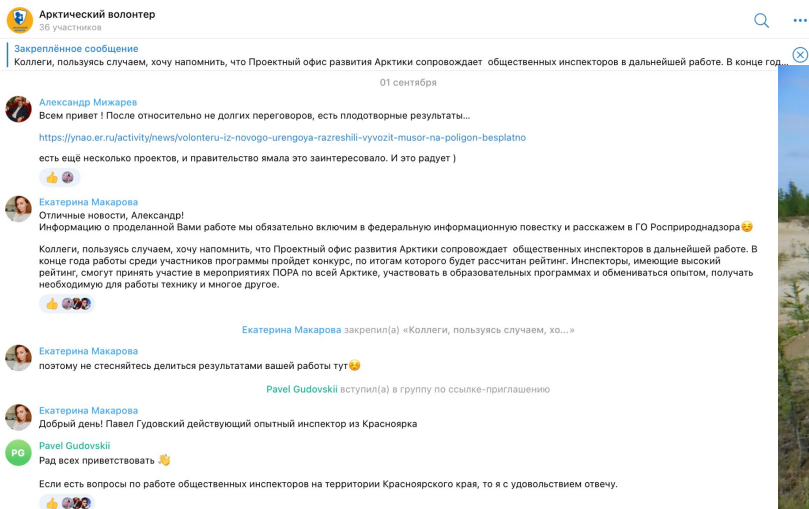 Арктический волонтер
36 участников
Закреплённое сообщение
Коллеги, пользуясь случаем, хочу напомнить, что Проектный офис развития Арктики сопровождает общественных инспекторов в дальнейшей работе. В конце год...
01 сентября
Александр Мижарев
Всем привет ! После относительно не долгих переговоров, есть плодотворные результаты...
https://ynao.er.ru/activity/news/volonteru-iz-novogo-urengoya-razreshili-vyvozit-musor-na-poligon-besplatno
есть ещё несколько проектов, и правительство ямала это заинтересовало. И это радует )
Екатерина Макарова
Отличные новости, Александр!
Информацию о проделанной Вами работе мы обязательно включим в федеральную информационную повестку и расскажем в ГО Росприроднадзора
Коллеги, пользуясь случаем, хочу напомнить, что Проектный офис развития Арктики сопровождает общественных инспекторов в дальнейшей работе. В
конце года работы среди участников программы пройдет конкурс, по итогам которого будет рассчитан рейтинг. Инспекторы, имеющие высокий
рейтинг, смогут принять участие в мероприятиях ПОРА по всей Арктике, участвовать в образовательных программах и обмениваться опытом, получать
необходимую для работы технику и многое другое.
Екатерина Макарова закрепил(а) «Коллеги, пользуясь случаем, хо...»
Екатерина Макарова
поэтому не стесняйтесь делиться результатами вашей работы тут
Pavel Gudovskii вступил(а) в группу по ссылке-приглашению
Екатерина Макарова
Добрый день! Павел Гудовский действующий опытный инспектор из Красноярка
PG
Pavel Gudovskii
Рад всех приветствовать
Если есть вопросы по работе общественных инспекторов на территории Красноярского края, то я с удовольствием отвечу.